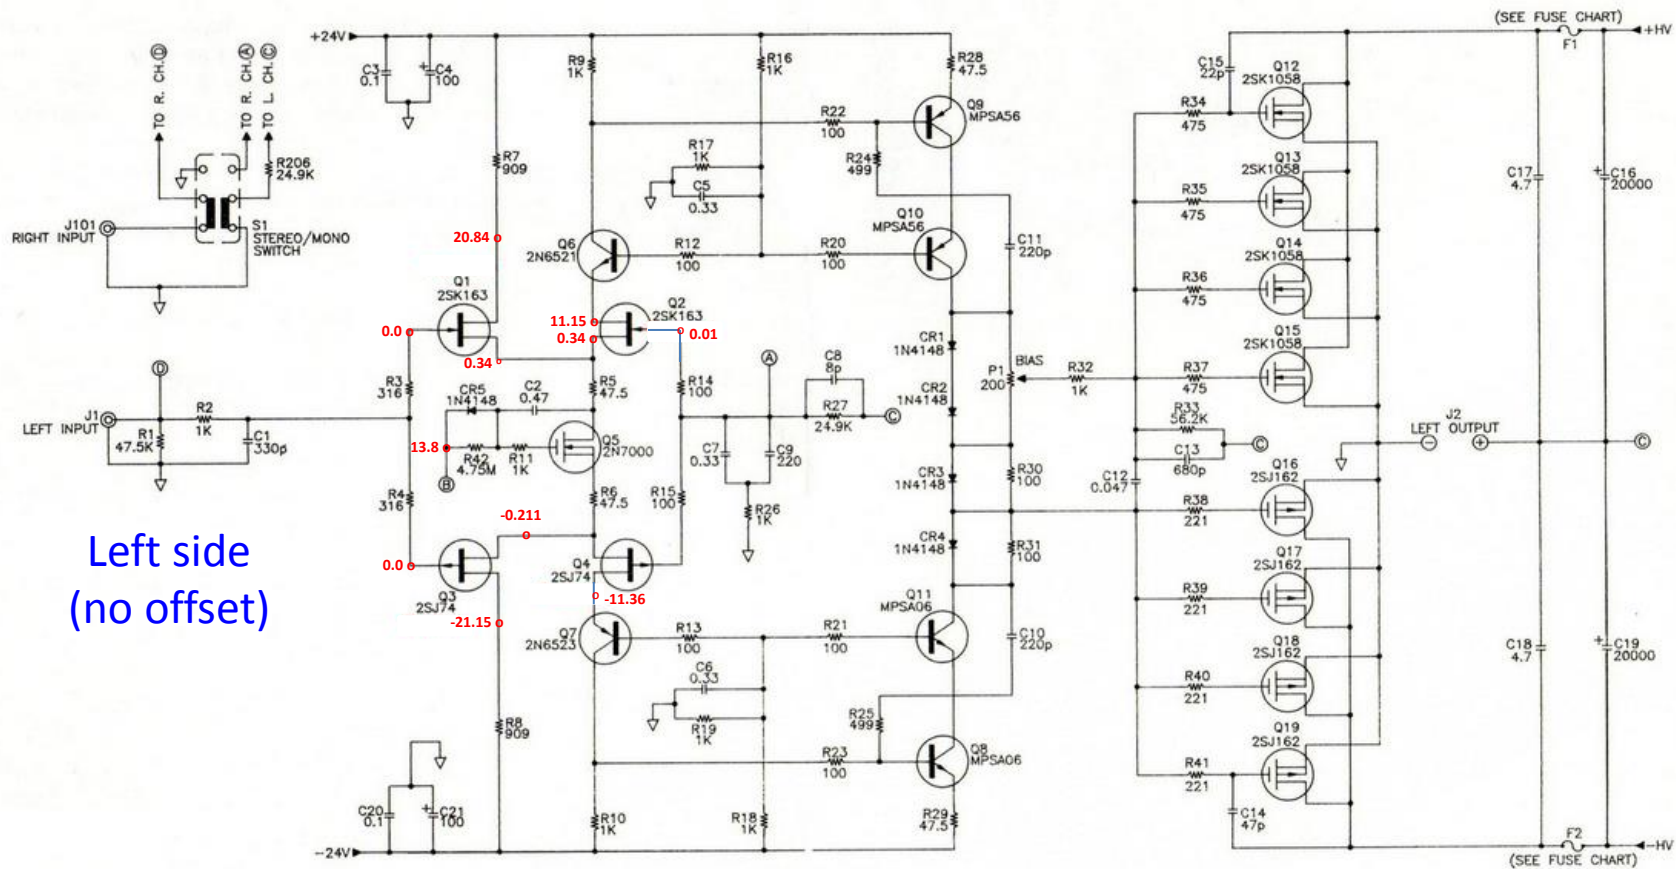 (SEE FUSE CHART)
+24V
F1
+HV
TO R. CH. D
TO R. CH. A
TO L. CH. C
R206
24.9K
J101
RIGHT INPUT
S1
STEREO/MONO
SWITCH
C3
0.1
C4
100
R9
1K
R16
1K
R28
47.5
R7
909
R17
1K
C5
0.33
R22
100
R24
499
Q9
MPSA56
Q10
MPSA56
20.84
Q6
2N6521
R12
100
R20
100
C11
220p
Q1
2SK163
Q2
2SK163
0.0
11.15
0.34
0.01
0.34
D
J1
LEFT INPUT
R1
47.5K
R2
1K
C1
330p
R3
316
R4
316
CR5
1N4148
C2
0.47
R5
47.5
R14
100
13.8
B
R42
4.75M
R11
1K
Q5
2N7000
R6
47.5
R15
100
A
C8
8p
R27
24.9K
C
C7
0.33
C9
220
R26
1K
CR1
1N4148
CR2
1N4148
CR3
1N4148
CR4
1N4148
P1
200
BIAS
R32
1K
R30
100
R31
100
-0.211
0.0
Q3
2SJ74
Q4
2SJ74
-11.36
-21.15
Q7
2N6523
R13
100
R21
100
Q11
MPSA06
C10
220p
C6
0.33
R19
1K
R8
909
R25
499
R23
100
Q8
MPSA06
R10
1K
R18
1K
R29
47.5
C20
0.1
C21
100
-24V
Left side
(no offset)
C15
22p
Q12
2SK1058
R34
475
Q13
2SK1058
R35
475
Q14
2SK1058
R36
475
Q15
2SK1058
R37
475
R33
56.2K
C13
680p
C
C12
0.047
Q16
2SJ162
R38
221
Q17
2SJ162
R39
221
Q18
2SJ162
R40
221
Q19
2SJ162
R41
221
C14
47p
J2
LEFT OUTPUT
-
+
C
C17
4.7
C16
+
20000
C18
4.7
C19
+
20000
F2
-HV
(SEE FUSE CHART)